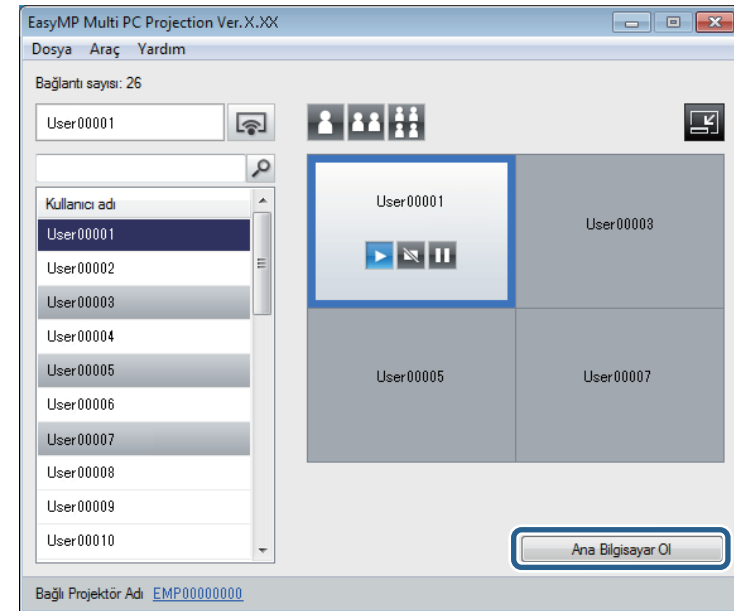 EasyMP Multi PC Projection Ver.X.XX
Dosya Araç Yardım
Bağlantı sayısı: 26
User00001
Kullanıcı adı
User00001
User00002
User00003
User00004
User00005
User00006
User00007
User00008
User00009
User00010
User00001
User00003
User00005
User00007
Ana Bilgisayar Ol
Bağlı Projektör Adı EMP00000000